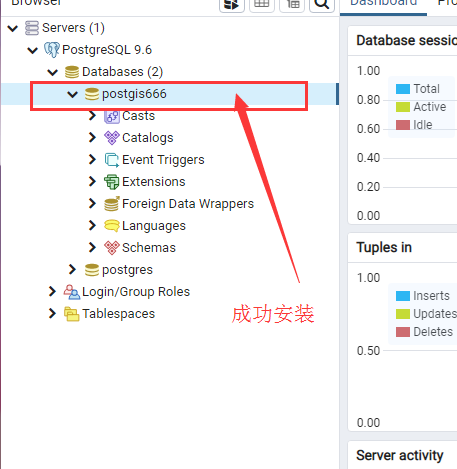 Browser
Servers (1)
PostgreSQL 9.6
Databases (2)
postgis666
Casts
Catalogs
Event Triggers
Extensions
Foreign Data Wrappers
Languages
Schemas
postgres
Login/Group Roles
Tablespaces
成功安装
Dashboard
Database sessio
1.00
0.80
0.60
0.40
0.20
0.00
Total
Active
Idle
Tuples in
1.00
0.50
0.00
Inserts
Updates
Deletes
Server activity